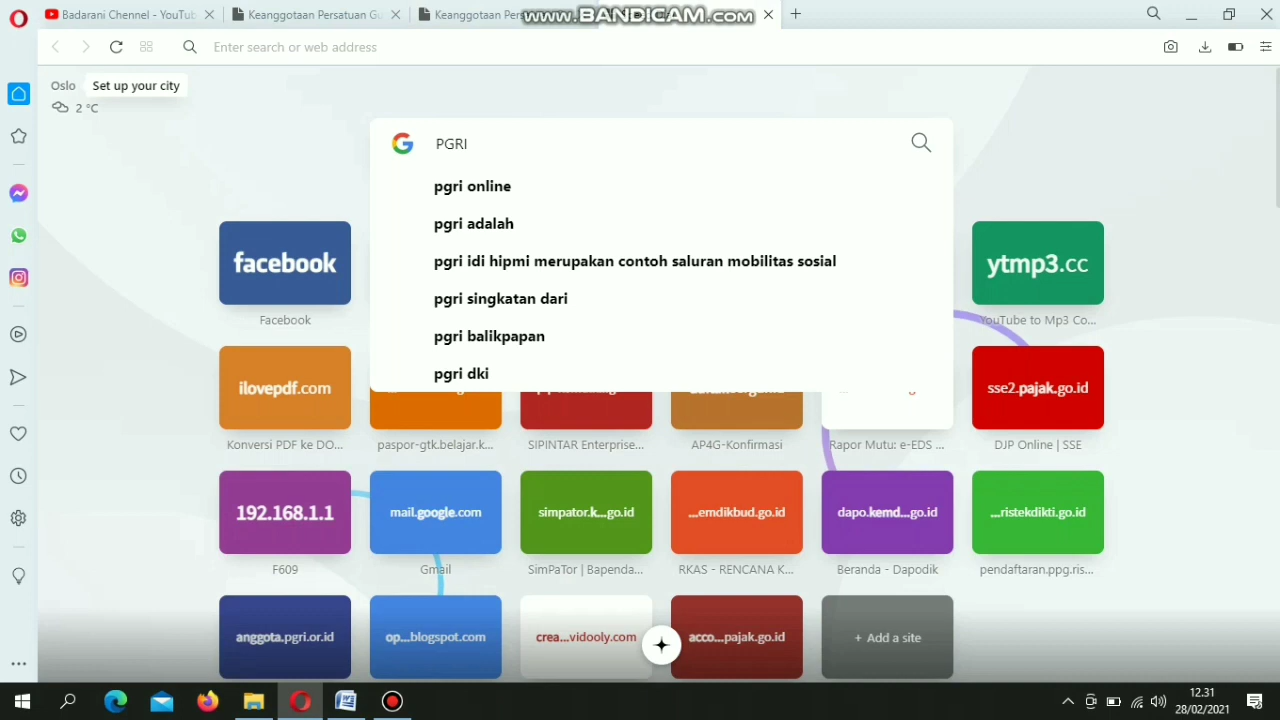 Badarani Chennel - YouTub
Keanggotaan Persatuan Gu
Keanggotaan Pers
www.BANDICAM.com
Enter search or web address
Oslo
Set up your city
2 °C
PGRI
pgri online
pgri adalah
pgri idi hipmi merupakan contoh saluran mobilitas sosial
pgri singkatan dari
pgri balikpapan
pgri dki
facebook
ytmp3.cc
Facebook
YouTube to Mp3 Co...
ilovepdf.com
sse2.pajak.go.id
Konversi PDF ke DO...
paspor-gtk.belajar.k...
SIPINTAR Enterprise...
AP4G-Konfirmasi
Rapor Mutu: e-EDS ...
DJP Online | SSE
192.168.1.1
mail.google.com
simpator.k...go.id
...emdikbud.go.id
dapo.kemd...go.id
...ristekdikti.go.id
F609
Gmail
SimPaTor | Bapenda...
RKAS - RENCANA K...
Beranda - Dapodik
pendaftaran.ppg.ris...
anggota.pgri.or.id
op...blogspot.com
crea...vidooly.com
acco...pajak.go.id
+ Add a site
12.31
28/02/2021